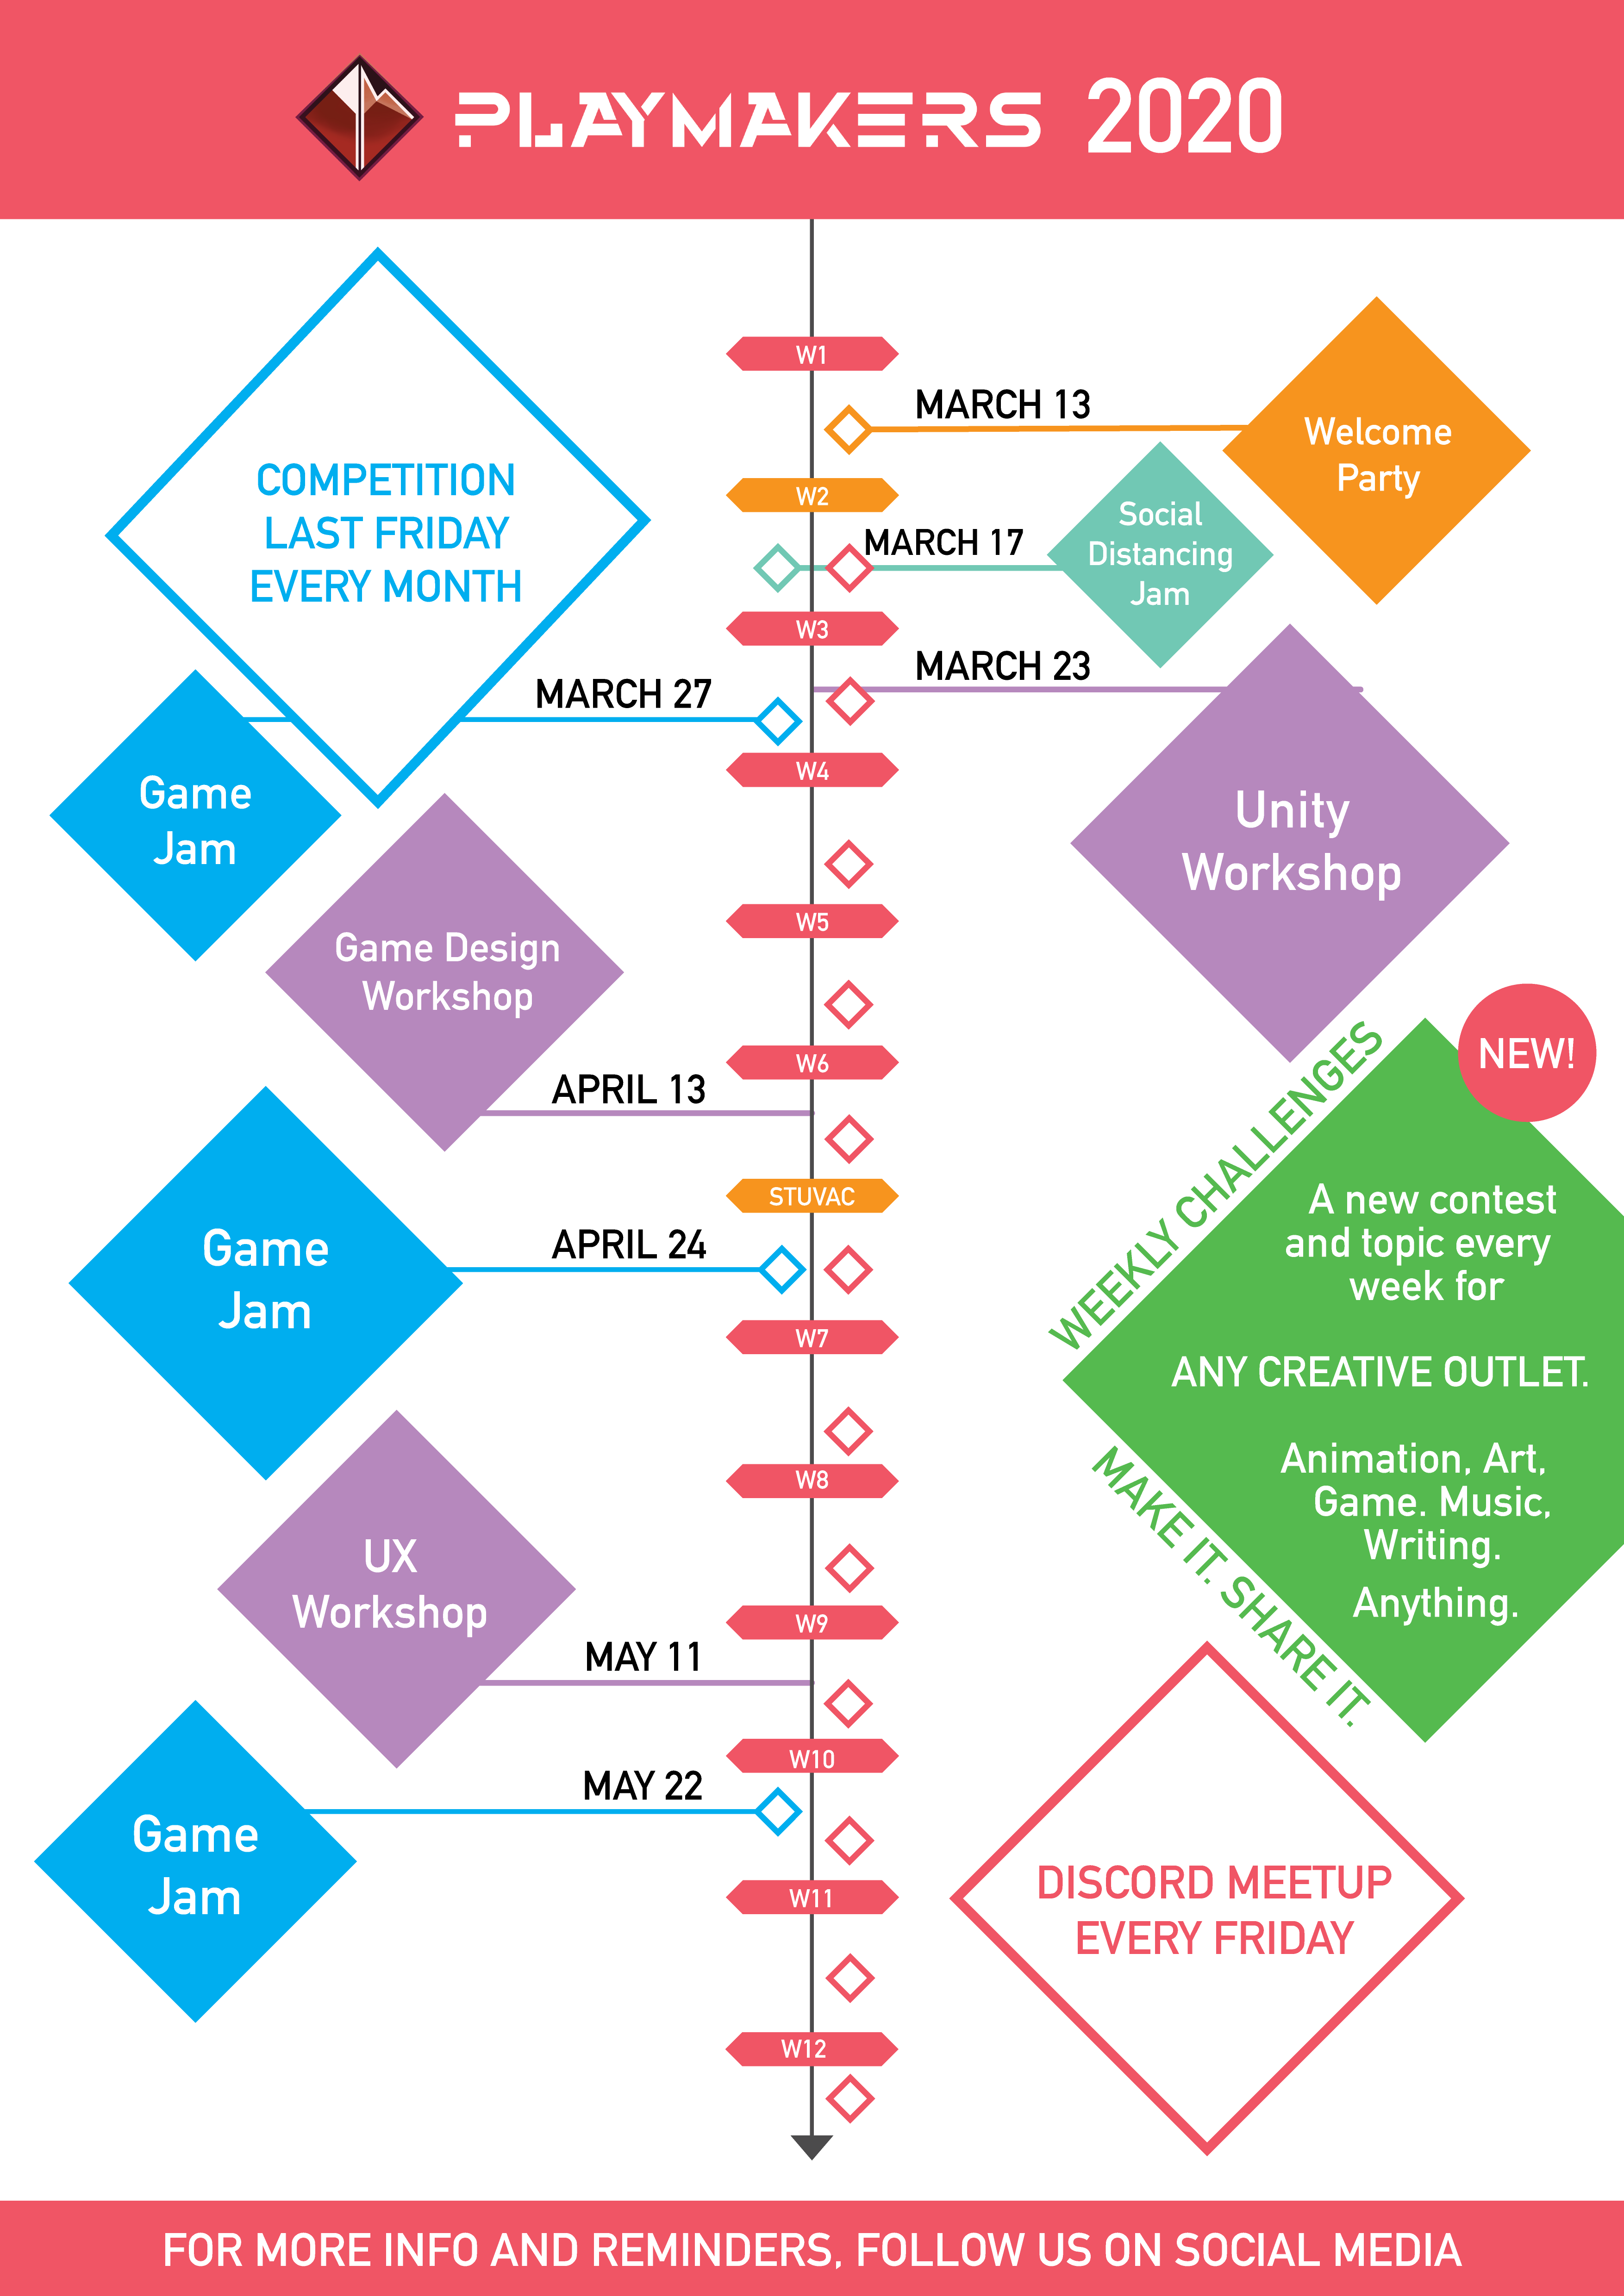 PLAYMAKERS 2020
W1
MARCH 13
Welcome
Party
COMPETITION
LAST FRIDAY
EVERY MONTH
W2
MARCH 17
Social
Distancing
Jam
W3
MARCH 23
Unity
Workshop
MARCH 27
Game
Jam
W4
W5
Game Design
Workshop
APRIL 13
W6
STUVAC
APRIL 24
Game
Jam
NEW!
WEEKLY CHALLENGES
A new contest
and topic every
week for
ANY CREATIVE OUTLET.
Animation, Art,
Game. Music,
Writing.
Anything.
MAKE IT. SHARE IT.
W7
W8
UX
Workshop
W9
MAY 11
W10
MAY 22
Game
Jam
W11
DISCORD MEETUP
EVERY FRIDAY
W12
FOR MORE INFO AND REMINDERS, FOLLOW US ON SOCIAL MEDIA